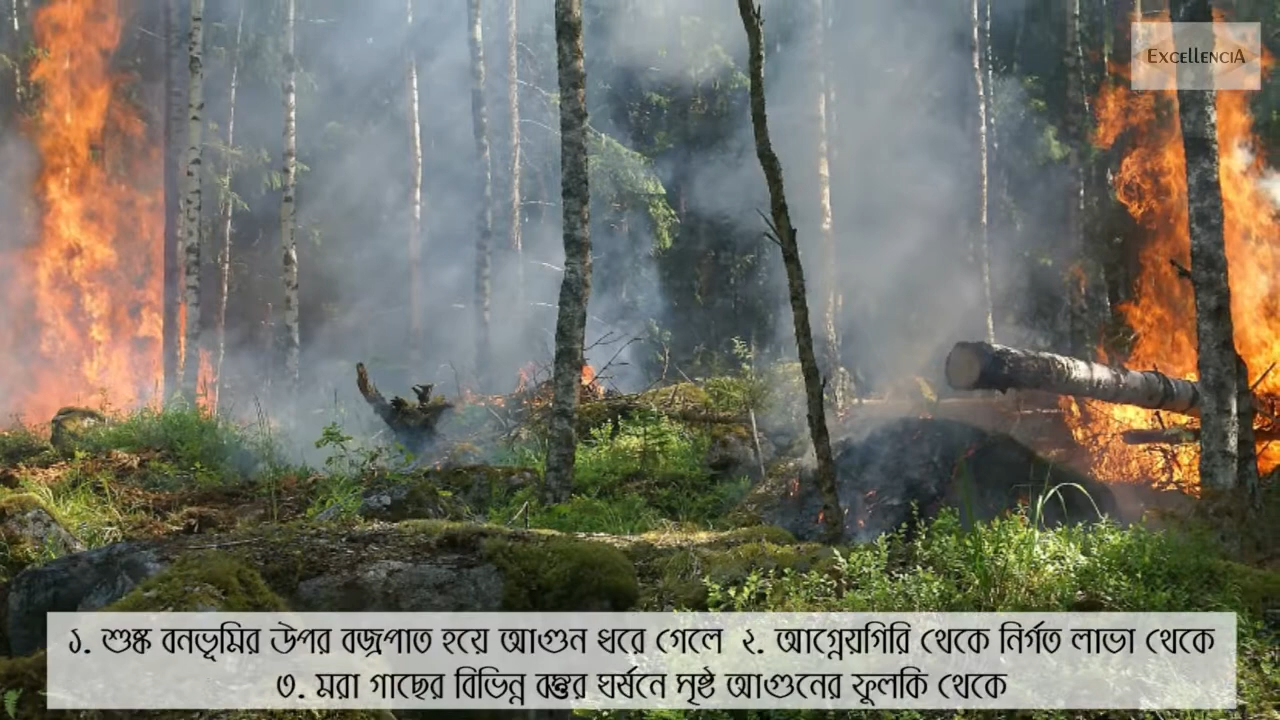 ExcellenciA
১. শুষ্ক বনভূমির উপর বজ্রপাত হয়ে আগুন ধরে গেলে ২. আগ্নেয়গিরি থেকে নির্গত লাভা থেকে
৩. মরা গাছের বিভিন্ন বস্তুর ঘর্ষনে সৃষ্ট আগুনের ফুলকি থেকে